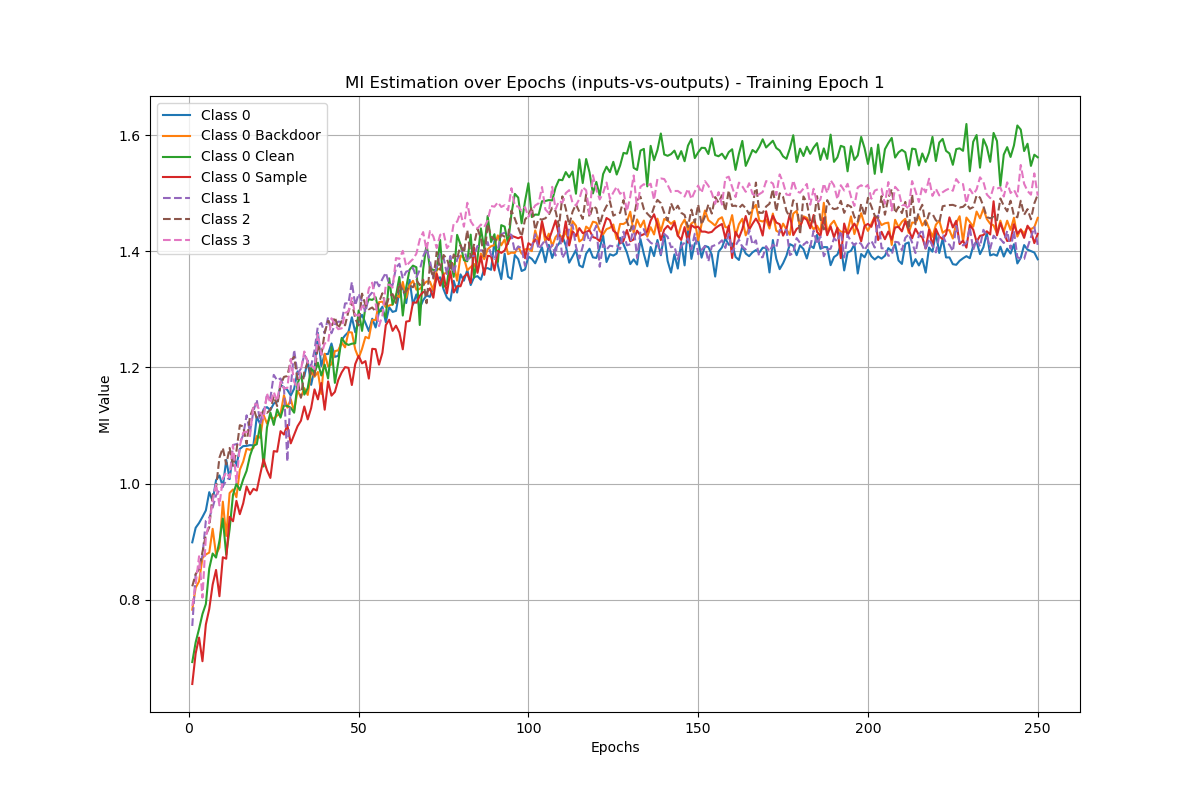 MI Estimation over Epochs (inputs-vs-outputs) - Training Epoch 1
Class 0
Class 0 Backdoor
Class 0 Clean
Class 0 Sample
Class 1
Class 2
Class 3
MI Value
1.6
1.4
1.2
1.0
0.8
0
50
100
150
200
250
Epochs